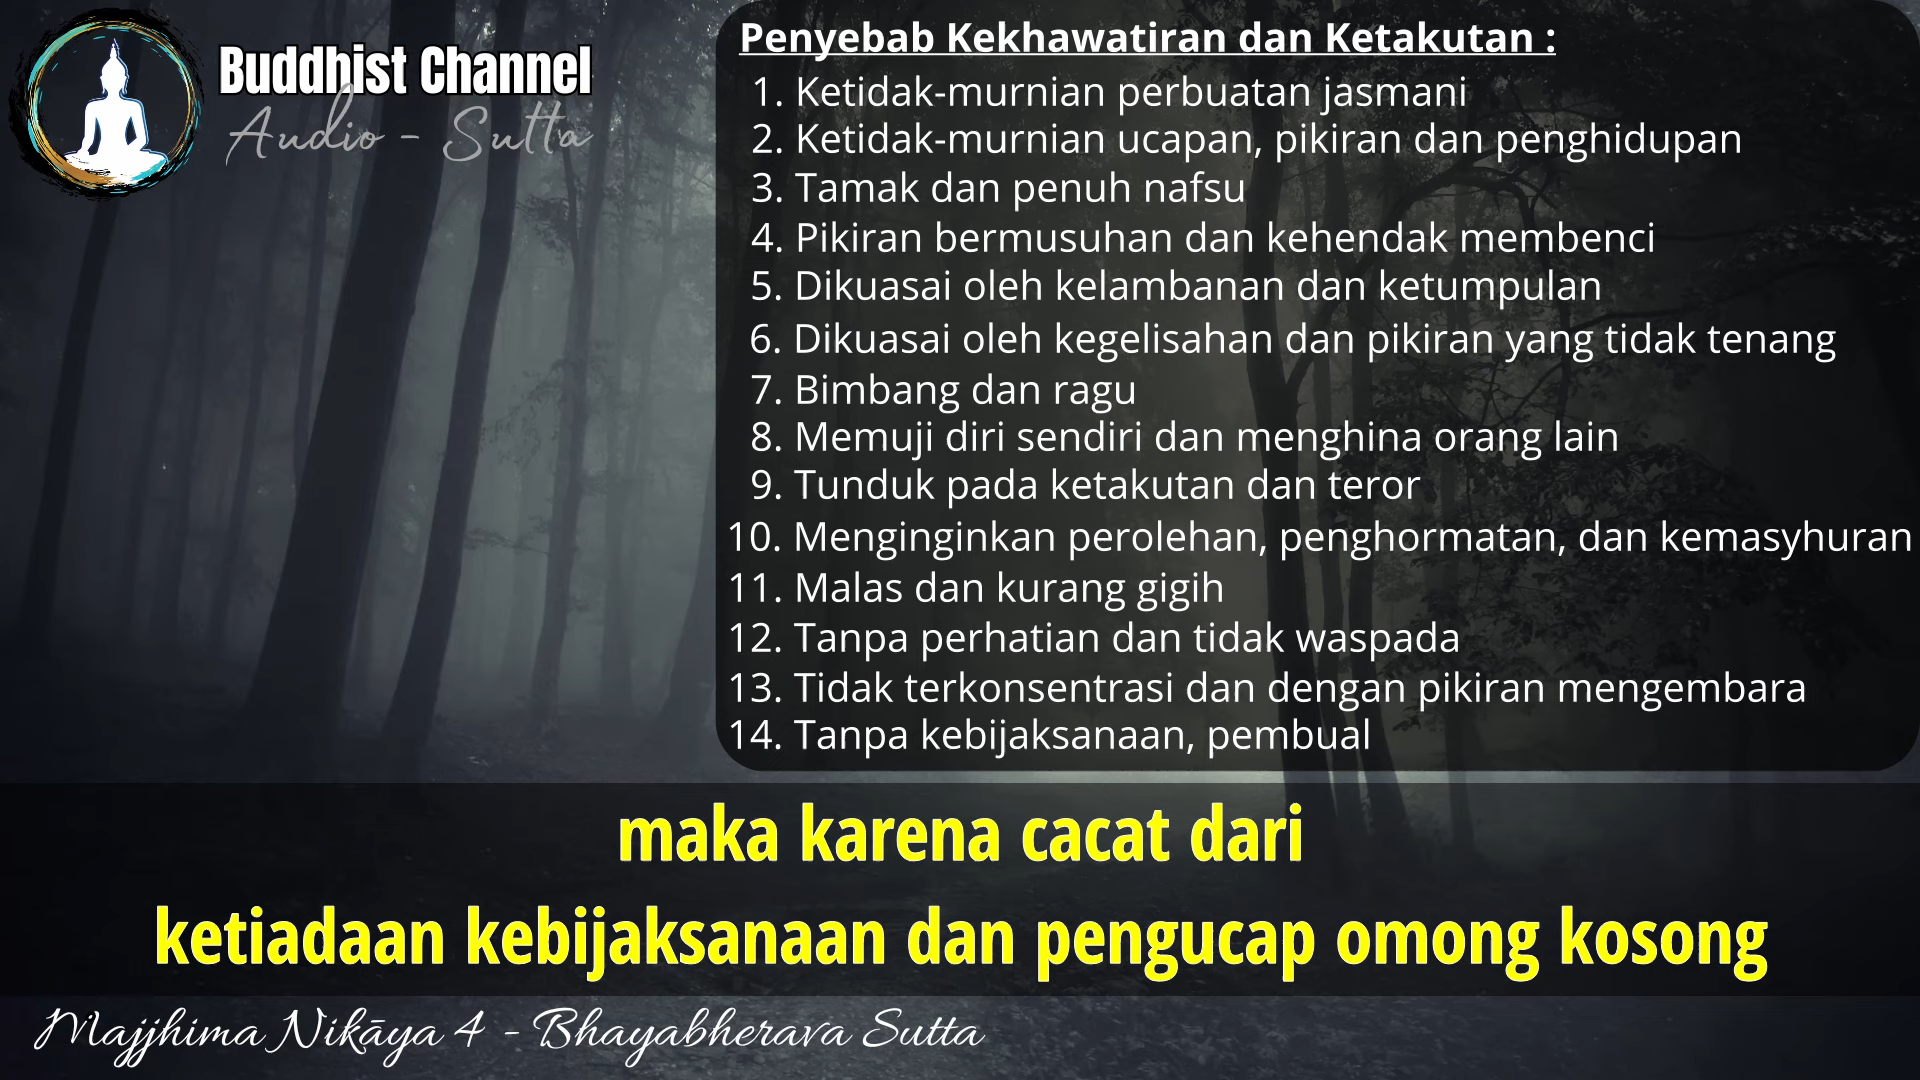 Buddhist Channel
Audio - Sutta
Penyebab Kekhawatiran dan Ketakutan :
1. Ketidak-murnian perbuatan jasmani
2. Ketidak-murnian ucapan, pikiran dan penghidupan
3. Tamak dan penuh nafsu
4. Pikiran bermusuhan dan kehendak membenci
5. Dikuasai oleh kelambanan dan ketumpulan
6. Dikuasai oleh kegelisahan dan pikiran yang tidak tenang
7. Bimbang dan ragu
8. Memuji diri sendiri dan menghina orang lain
9. Tunduk pada ketakutan dan teror
10. Menginginkan perolehan, penghormatan, dan kemasyhuran
11. Malas dan kurang gigih
12. Tanpa perhatian dan tidak waspada
13. Tidak terkonsentrasi dan dengan pikiran mengembara
14. Tanpa kebijaksanaan, pembual
maka karena cacat dari
ketiadaan kebijaksanaan dan pengucap omong kosong
Majjhima Nikāya 4 - Bhayabherava Sutta